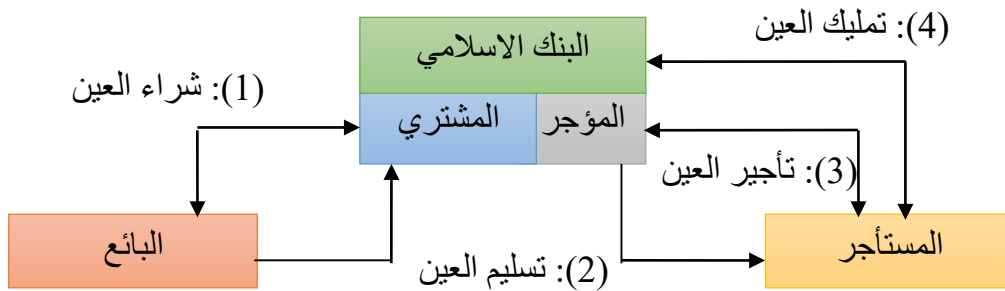 (4): تمليك العين
البنك الاسلامي
(1): شراء العين
المشتري
المؤجر
(3): تأجير العين
البائع
المستأجر
(2): تسليم العين